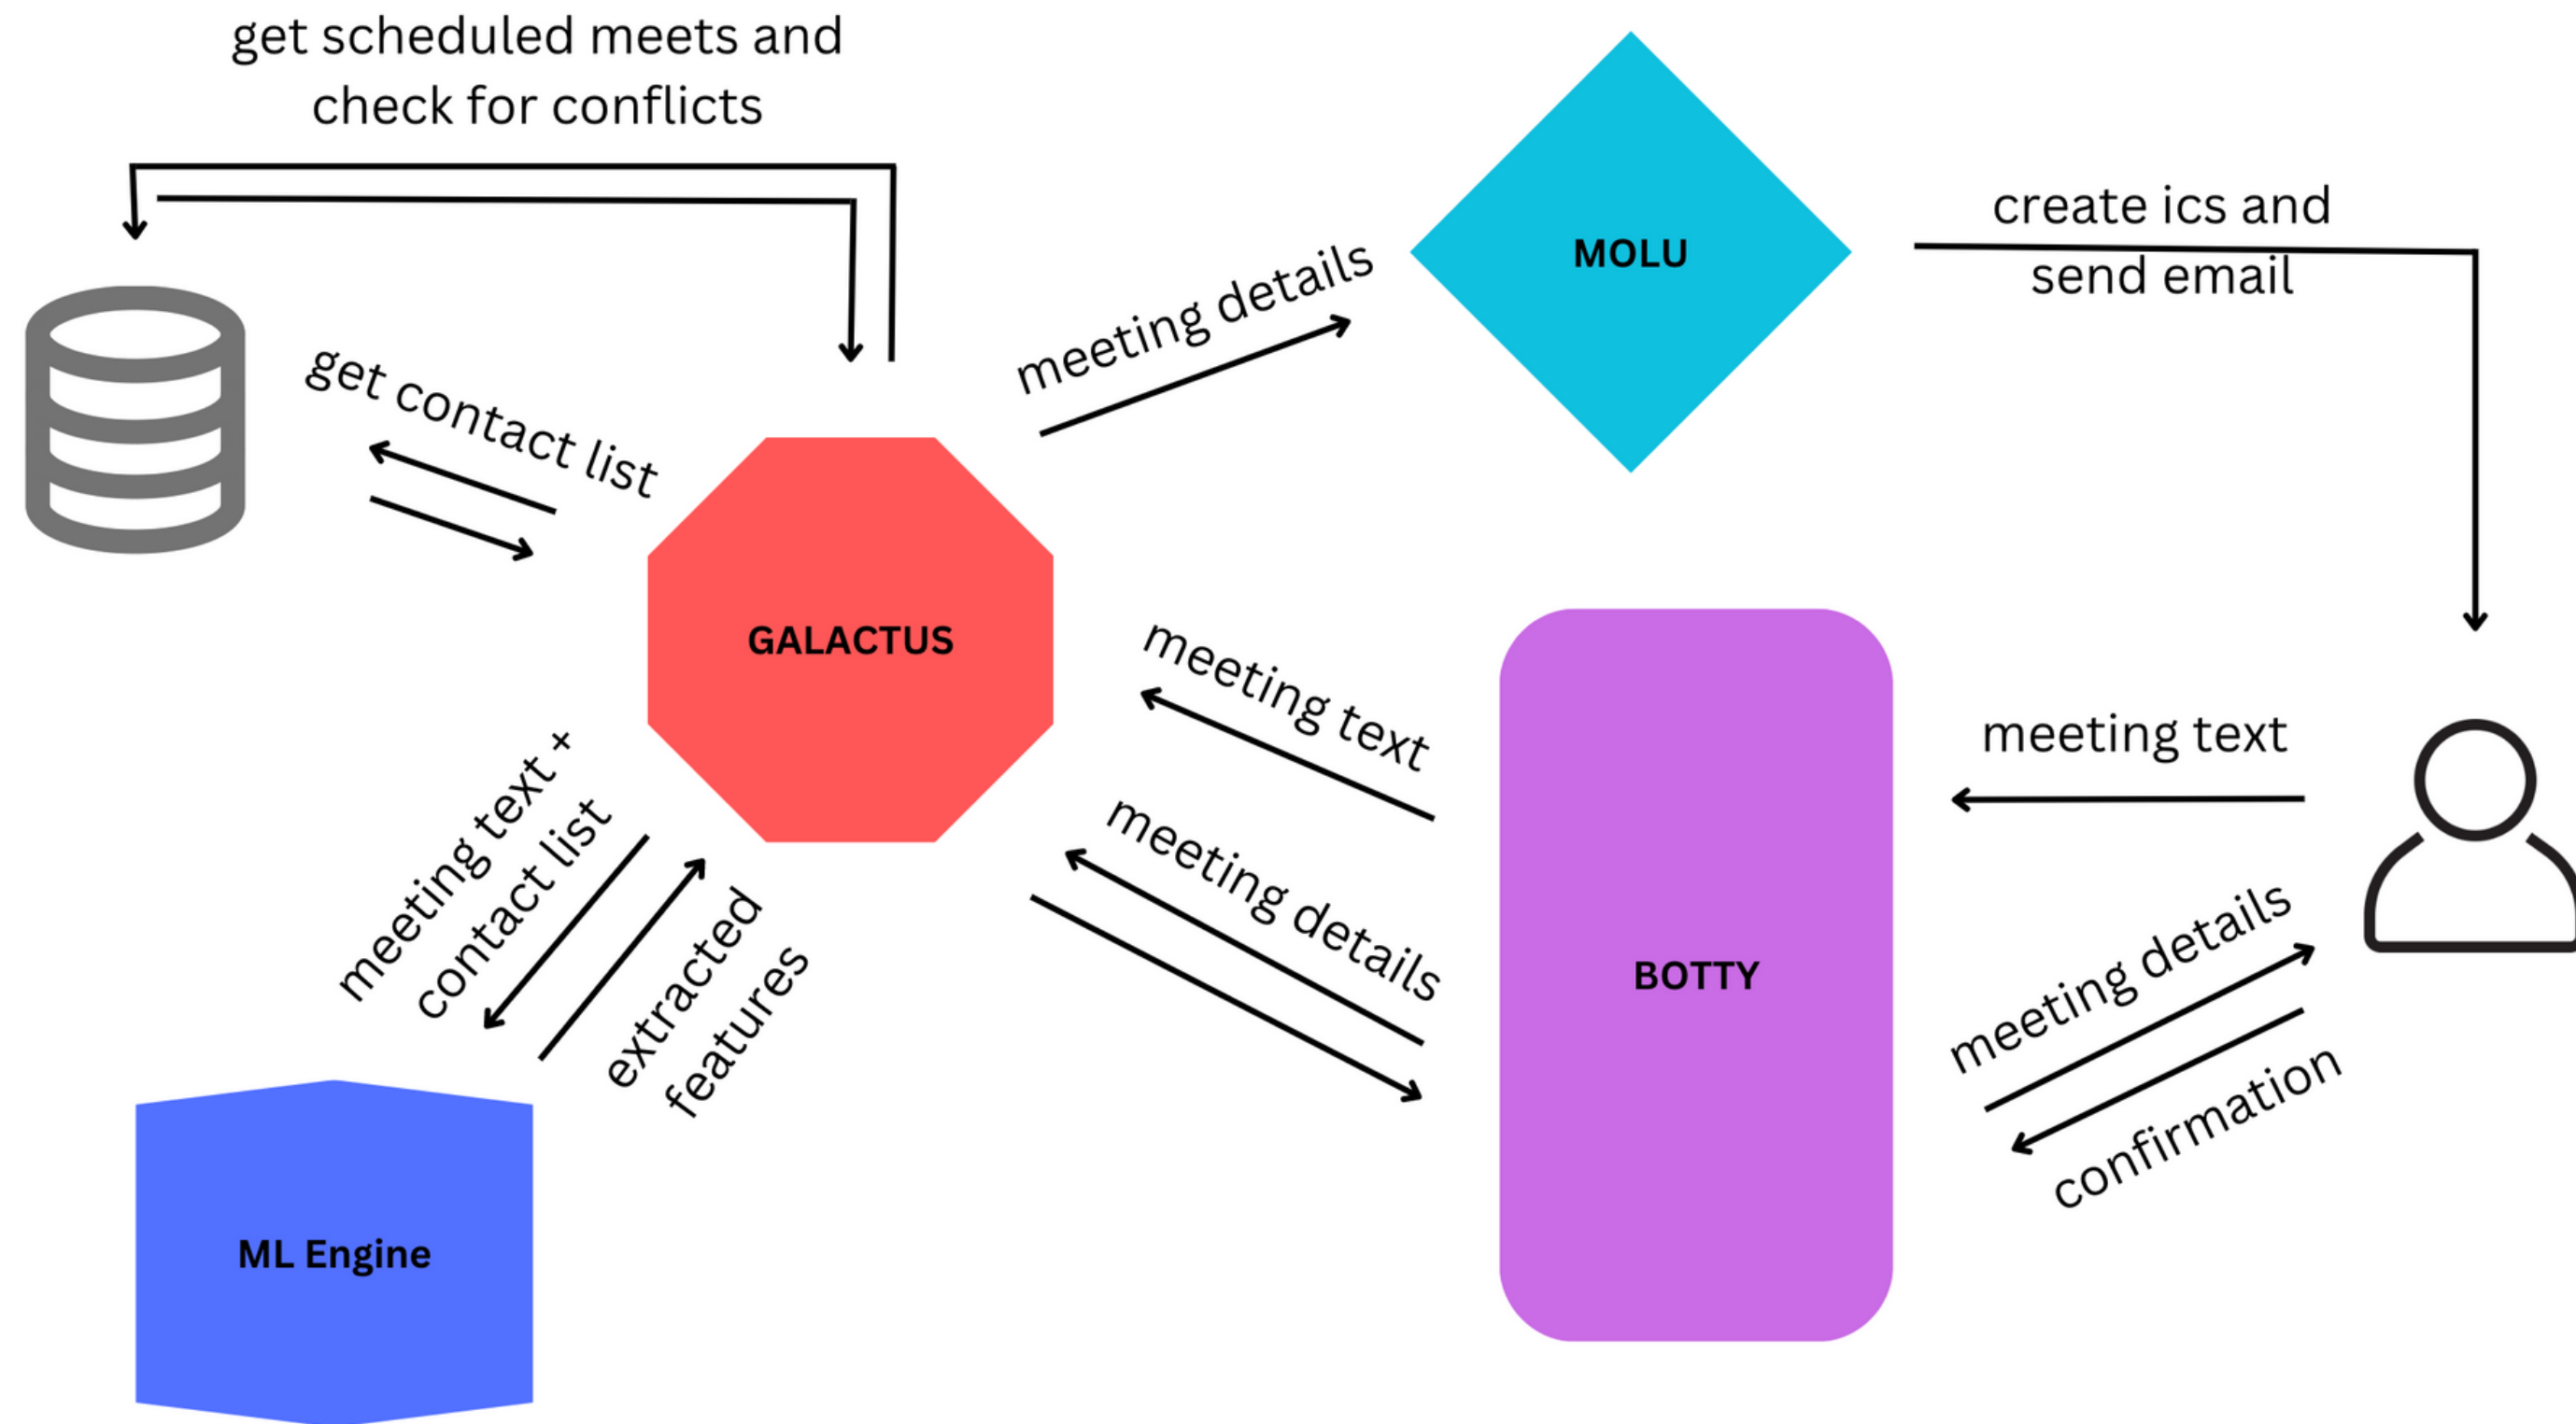 get scheduled meets and
check for conflicts
MOLU
create ics and
send email
meeting details
get contact list
GALACTUS
meeting text
meeting text
meeting details
meeting text +
contact list
extracted
features
BOTTY
meeting details
confirmation
ML Engine